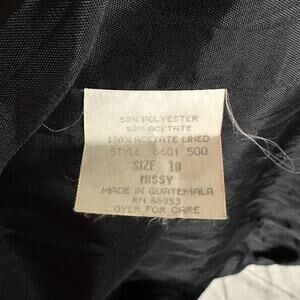 50% POLYESTER
50% ACETATE
100% ACETATE LINED
STYLE 6601 500
SIZE 10
MISSY
MADE IN GUATEMALA
RN 66953
OVER FOR CARE